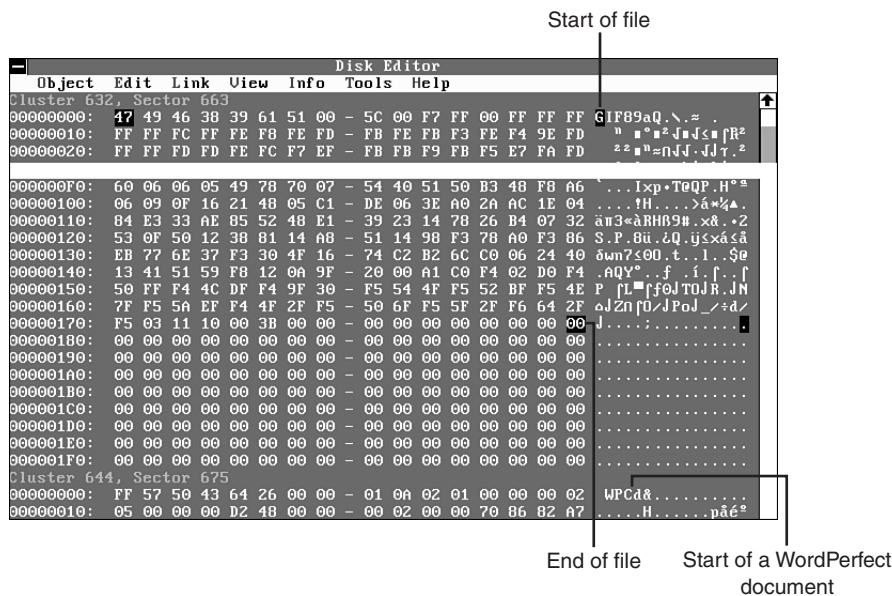 Start of file
Disk Editor
Object Edit Link View Info Tools Help
Cluster 632, Sector 663
00000000: 47 49 46 38 39 61 51 00 - 5C 00 F7 FF 00 FF FF FF GIF89aQ.\.≈ .
00000010: FF FF FC FF FF FE F8 FE FD - FB FE FB F3 FE F4 9E FD
00000020: FF FF FD FD FE FC F7 EF - FB FB F9 FB F5 E7 FA FD
000000F0: 60 06 06 05 49 78 70 07 - 54 40 51 50 B3 48 F8 A6 `...Ixp•T@QP.H°ª
00000100: 06 09 0F 16 21 48 05 C1 - DE 06 3E A0 2A AC 1E 04 ....!H....>á*¼▲.
00000110: 84 E3 33 AE 85 52 48 E1 - 39 23 14 78 26 B4 07 32 äπ3«àRHß9#.x&.•2
00000120: 53 0F 50 12 38 81 14 A8 - 51 14 98 F3 78 A0 F3 86 S.P.8ü.¿Q.ÿ≤xá≤å
00000130: EB 77 6E 37 F3 30 4F 16 - 74 C2 B2 6C C0 06 24 40 δwn7≤0O.t..l..$@
00000140: 13 41 51 59 F8 12 0A 9F - 20 00 A1 C0 F4 02 D0 F4 .AQY°..ƒ .í.⌠..⌠
00000150: 50 FF F4 4C DF F4 9F 30 - F5 54 4F F5 52 BF F5 4E P ⌠L▀⌠ƒ0⌡TO⌡R.⌡N
00000160: 7F F5 5A EF F4 4F 2F F5 - 50 6F F5 5F 2F F6 64 2F ⌂⌡Z∩⌠O/⌡Po⌡_/÷d/
00000170: F5 03 11 10 00 3B 00 00 - 00 00 00 00 00 00 00 00 ⌡....;..........
00000180: 00 00 00 00 00 00 00 00 - 00 00 00 00 00 00 00 00 ................
00000190: 00 00 00 00 00 00 00 00 - 00 00 00 00 00 00 00 00 ................
000001A0: 00 00 00 00 00 00 00 00 - 00 00 00 00 00 00 00 00 ................
000001B0: 00 00 00 00 00 00 00 00 - 00 00 00 00 00 00 00 00 ................
000001C0: 00 00 00 00 00 00 00 00 - 00 00 00 00 00 00 00 00 ................
000001D0: 00 00 00 00 00 00 00 00 - 00 00 00 00 00 00 00 00 ................
000001E0: 00 00 00 00 00 00 00 00 - 00 00 00 00 00 00 00 00 ................
000001F0: 00 00 00 00 00 00 00 00 - 00 00 00 00 00 00 00 00 ................
Cluster 644, Sector 675
00000000: FF 57 50 43 64 26 00 00 - 01 0A 02 01 00 00 00 02 WPCd&..........
00000010: 05 00 00 00 D2 48 00 00 - 00 02 00 00 70 86 82 A7 .....H......påéº
End of file
Start of a WordPerfect
document